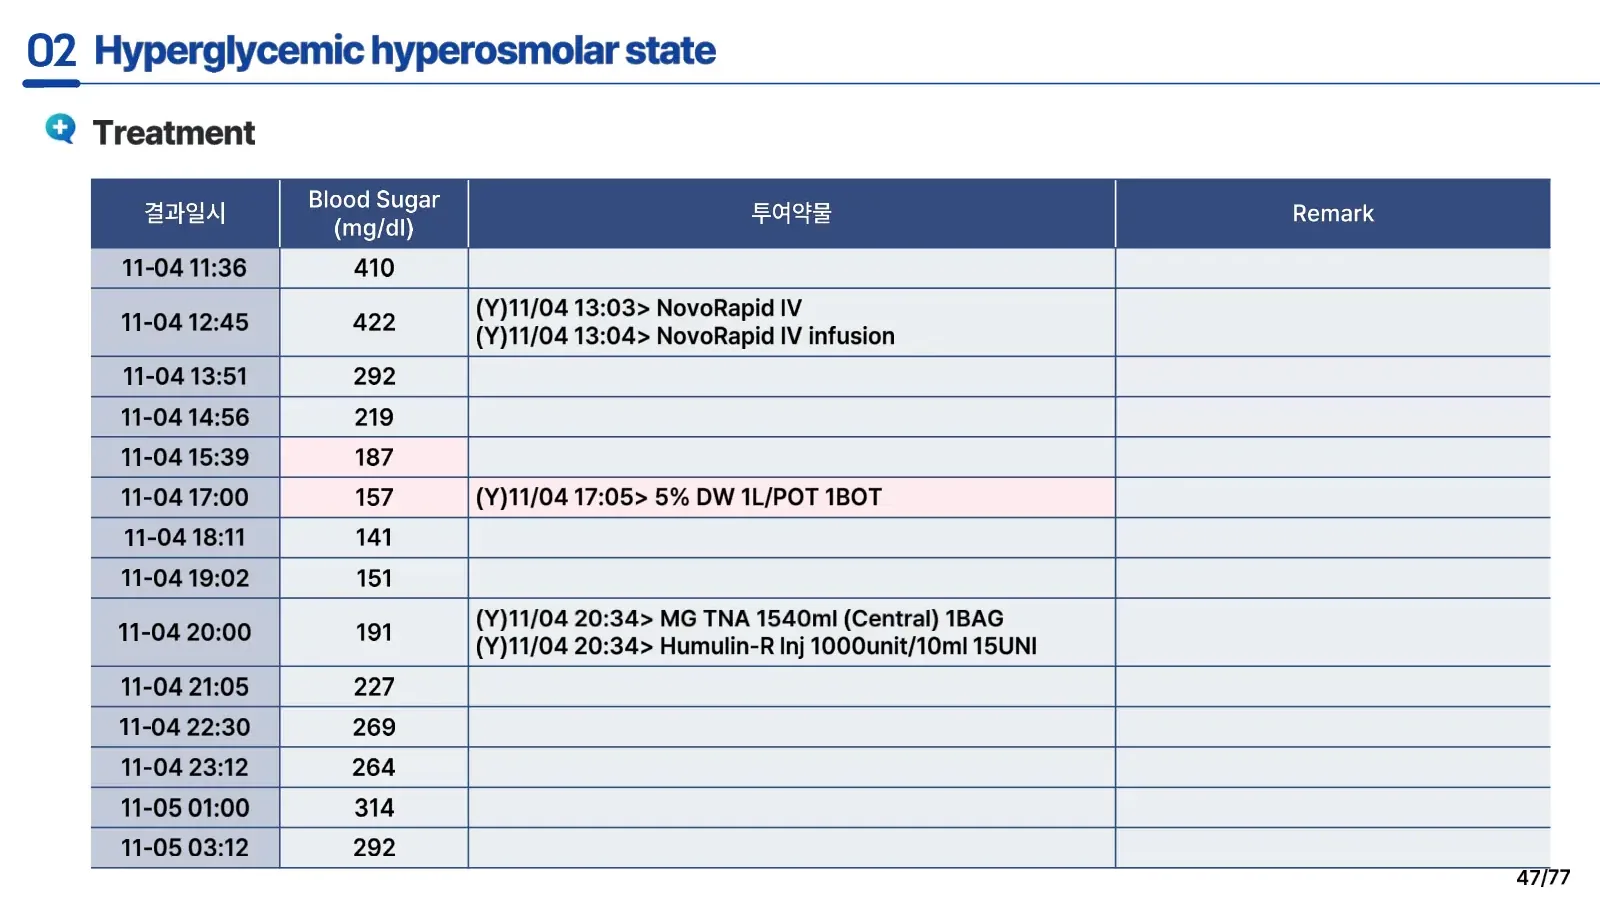 02 Hyperglycemic hyperosmolar state
Treatment
결과일시 Blood Sugar (mg/dl) 투여약물 Remark
11-04 11:36 410
11-04 12:45 422 (Y)11/04 13:03> NovoRapid IV
(Y)11/04 13:04> NovoRapid IV infusion
11-04 13:51 292
11-04 14:56 219
11-04 15:39 187
11-04 17:00 157 (Y)11/04 17:05> 5% DW 1L/POT 1BOT
11-04 18:11 141
11-04 19:02 151
11-04 20:00 191 (Y)11/04 20:34> MG TNA 1540ml (Central) 1BAG
(Y)11/04 20:34> Humulin-R Inj 1000unit/10ml 15UNI
11-04 21:05 227
11-04 22:30 269
11-04 23:12 264
11-05 01:00 314
11-05 03:12 292
47/77